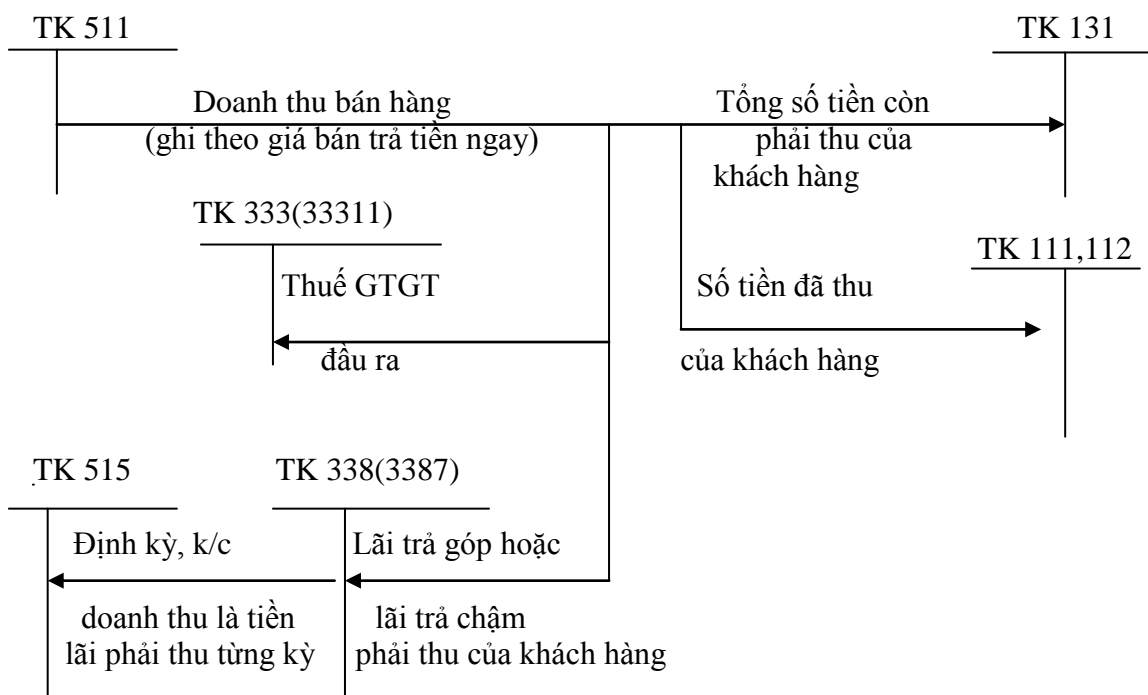 TK 511
TK 131
Doanh thu bán hàng
(ghi theo giá bán trả tiền ngay)
Tổng số tiền còn
phải thu của
khách hàng
TK 333(33311)
TK 111,112
Thuế GTGT
đầu ra
Số tiền đã thu
của khách hàng
TK 515
TK 338(3387)
Định kỳ, k/c
doanh thu là tiền
lãi phải thu từng kỳ
Lãi trả góp hoặc
lãi trả chậm
phải thu của khách hàng